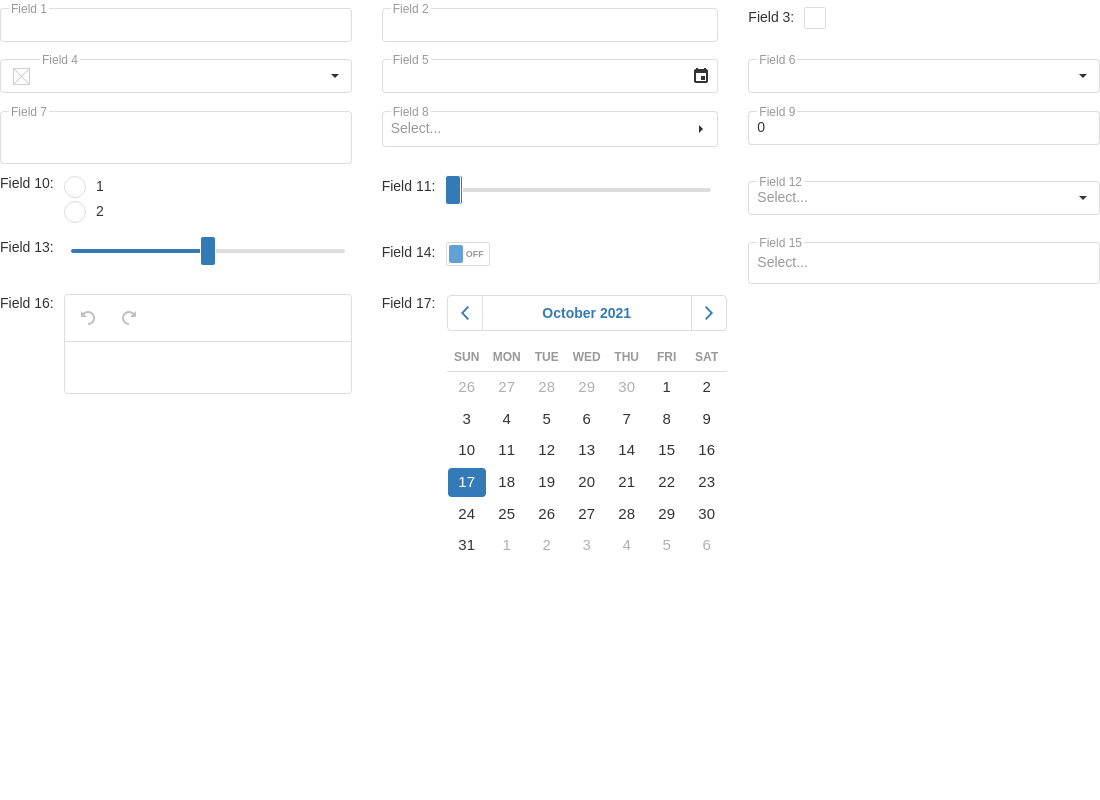 Field 1
Field 2
Field 3:
Field 4
Field 5
Field 6
Field 7
Field 8
Select...
Field 9
0
Field 10:
1
2
Field 11:
Field 12
Select...
Field 13:
Field 14:
OFF
Field 15
Select...
Field 16:
Field 17:
October 2021
SUN MON TUE WED THU FRI SAT
26 27 28 29 30 1 2
3 4 5 6 7 8 9
10 11 12 13 14 15 16
17 18 19 20 21 22 23
24 25 26 27 28 29 30
31 1 2 3 4 5 6